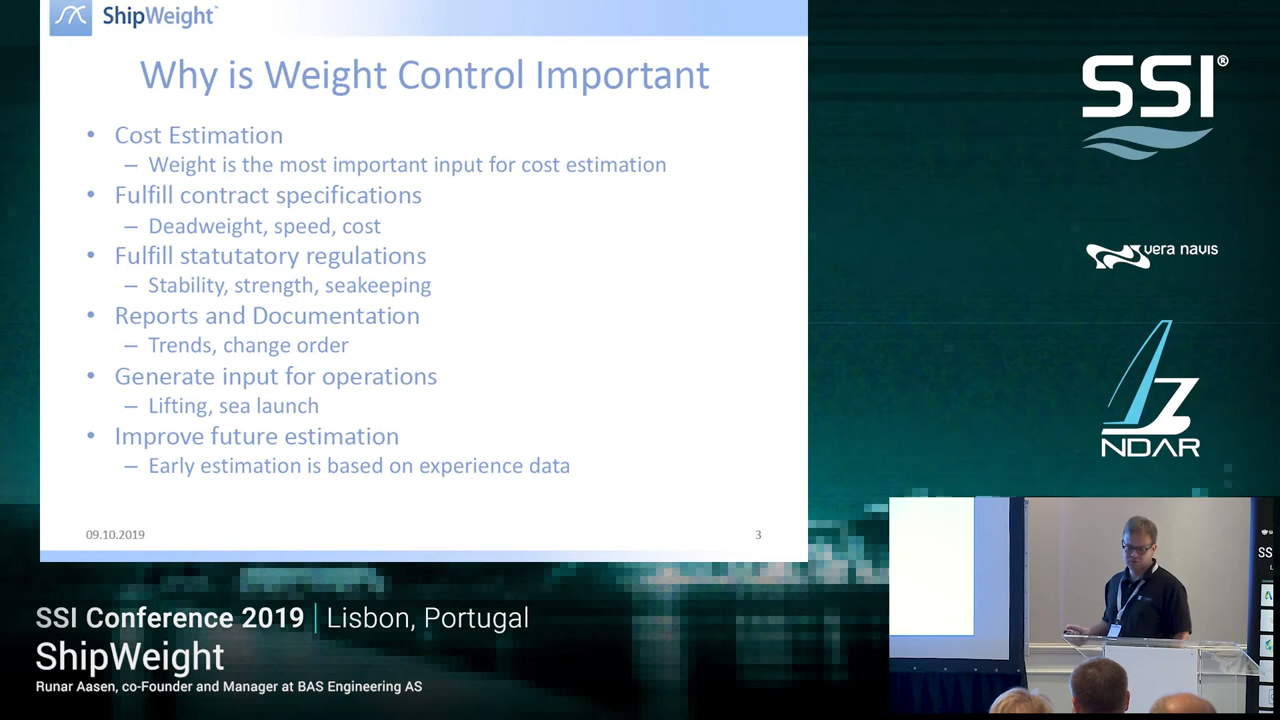 ShipWeight™
Why is Weight Control Important
• Cost Estimation
– Weight is the most important input for cost estimation
• Fulfill contract specifications
– Deadweight, speed, cost
• Fulfill statutatory regulations
– Stability, strength, seakeeping
• Reports and Documentation
– Trends, change order
• Generate input for operations
– Lifting, sea launch
• Improve future estimation
– Early estimation is based on experience data
09.10.2019
3
SSI®
vera navis
NDAR
SS
SSI Conference 2019 | Lisbon, Portugal
ShipWeight
Runar Aasen, co-Founder and Manager at BAS Engineering AS